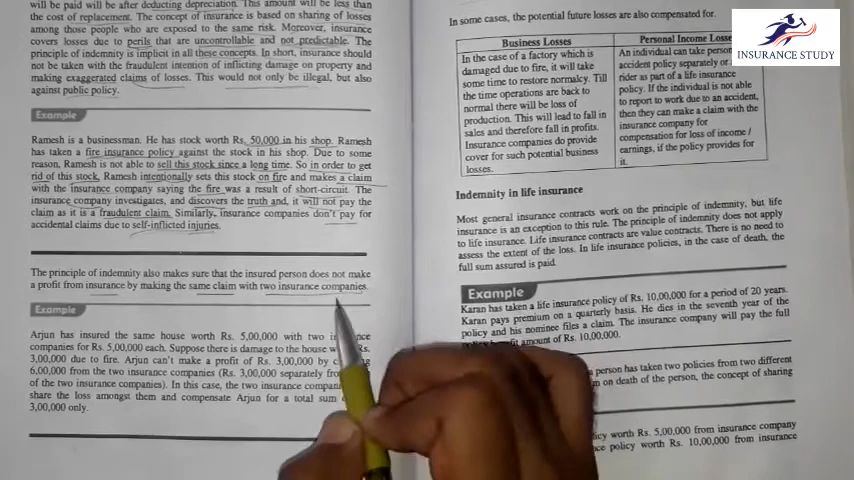 will be paid will be after deducting depreciation. This amount will be less than
the cost of replacement. The concept of insurance is based on sharing of losses
among those people who are exposed to the same risk. Moreover, insurance
covers losses due to perils that are uncontrollable and not predictable. The
principle of indemnity is implicit in all these concepts. In short, insurance should
not be taken with the fraudulent intention of inflicting damage on property and
making exaggerated claims of losses. This would not only be illegal, but also
against public policy.
Example
Ramesh is a businessman. He has stock worth Rs. 50,000 in his shop. Ramesh
has taken a fire insurance policy against the stock in his shop. Due to some
reason, Ramesh is not able to sell this stock since a long time. So in order to get
rid of this stock, Ramesh intentionally sets this stock on fire and makes a claim
with the insurance company saying the fire was a result of short-circuit. The
insurance company investigates, and discovers the truth and, it will not pay the
claim as it is a fraudulent claim. Similarly, insurance companies don't pay for
accidental claims due to self-inflicted injuries.
The principle of indemnity also makes sure that the insured person does not make
a profit from insurance by making the same claim with two insurance companies.
Example
Arjun has insured the same house worth Rs. 5,00,000 with two
companies for Rs. 5,00,000 each. Suppose there is damage to the house Rs.
3,00,000 due to fire. Arjun can't make a profit of Rs. 3,00,000 by
6,00,000 from the two insurance companies (Rs. 3,00,000 separately
of the two insurance companies). In this case, the two insurance
share the loss amongst them and compensate Arjun for a total sum
3,00,000 only.
In some cases, the potential future losses are also compensated for.
Business Losses
In the case of a factory which is
damaged due to fire, it will take
some time to restore normalcy. Till
the time operations are back to
normal there will be loss of
production. This will lead to fall in
sales and therefore fall in profits.
Insurance companies do provide
cover for such potential business
losses.
Personal Income
An individual can take
accident policy separately or
rider as part of a life insurance
policy. If the individual is not able
to report to work due to an accident,
then they can make a claim with the
insurance company for
compensation for loss of income /
earnings, if the policy provides for
it.
INSURANCE STUDY
Indemnity in life insurance
Most general insurance contracts work on the principle of indemnity, but life
insurance is an exception to this rule. The principle of indemnity does not apply
to life insurance. Life insurance contracts are value contracts. There is no need to
assess the extent of the loss. In life insurance policies, in the case of death, the
full sum assured is paid.
Example
Karan has taken a life insurance policy of Rs. 10,00,000 for a period of 20 years.
Karan pays premium on a quarterly basis. He dies in the seventh year of the
policy and his nominee files a claim. The insurance company will pay the full
amount of Rs. 10,00,000.
person has taken two policies from two different
on death of the person, the concept of sharing
worth Rs. 5,00,000 from insurance company
policy worth Rs. 10,00,000 from insurance